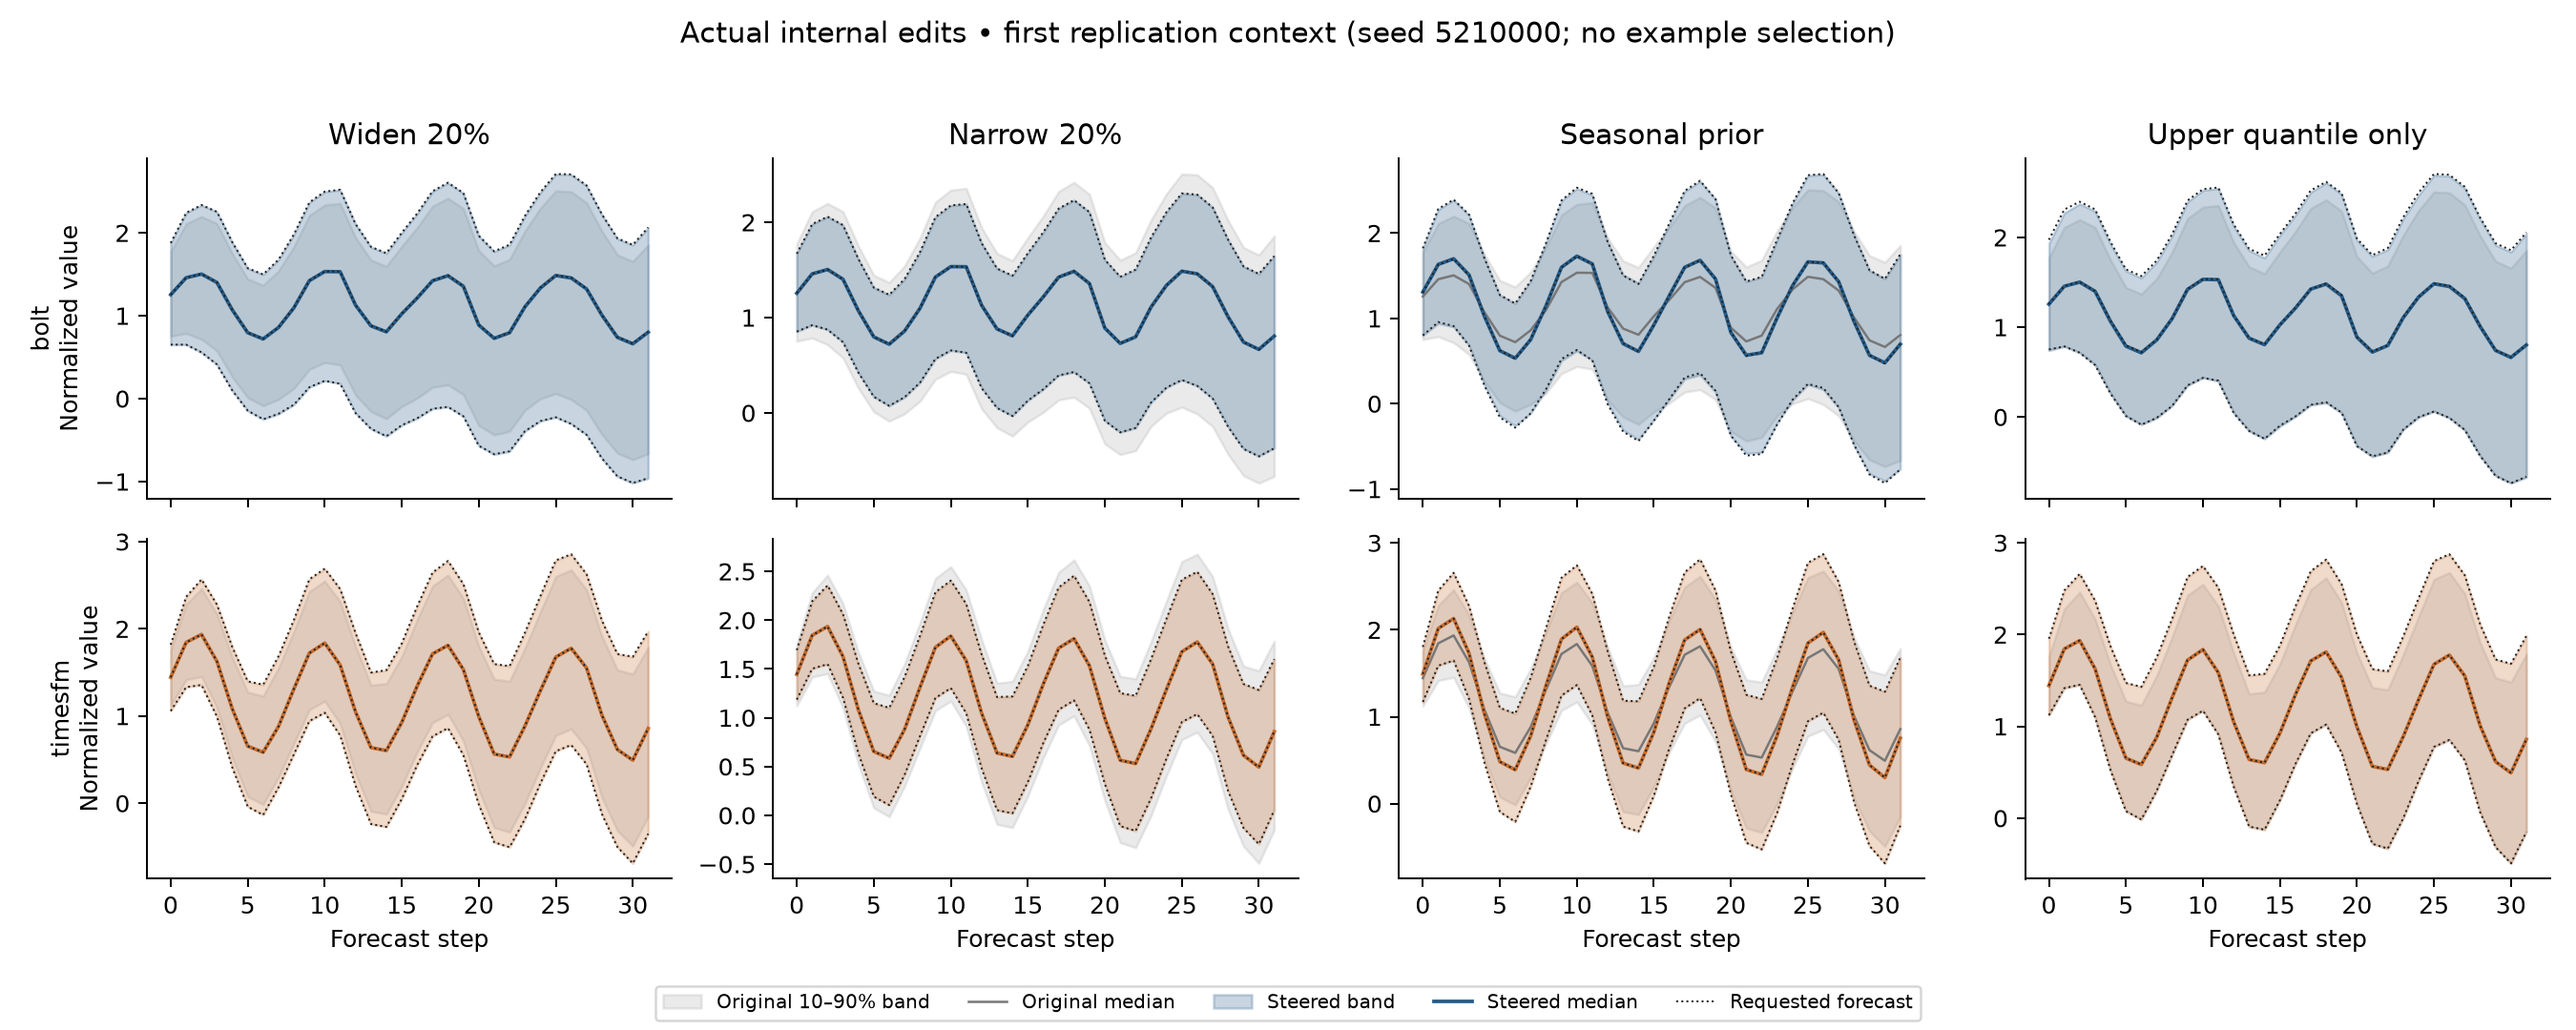 Actual internal edits • first replication context (seed 5210000; no example selection)
Widen 20%
Narrow 20%
Seasonal prior
Upper quantile only
bolt
Normalized value
2
1
0
−1
2
1
0
2
1
0
−1
2
1
0
timesfm
Normalized value
3
2
1
0
2.5
2.0
1.5
1.0
0.5
0.0
−0.5
3
2
1
0
3
2
1
0
0 5 10 15 20 25 30
0 5 10 15 20 25 30
0 5 10 15 20 25 30
0 5 10 15 20 25 30
Forecast step
Forecast step
Forecast step
Forecast step
Original 10–90% band
Original median
Steered band
Steered median
Requested forecast